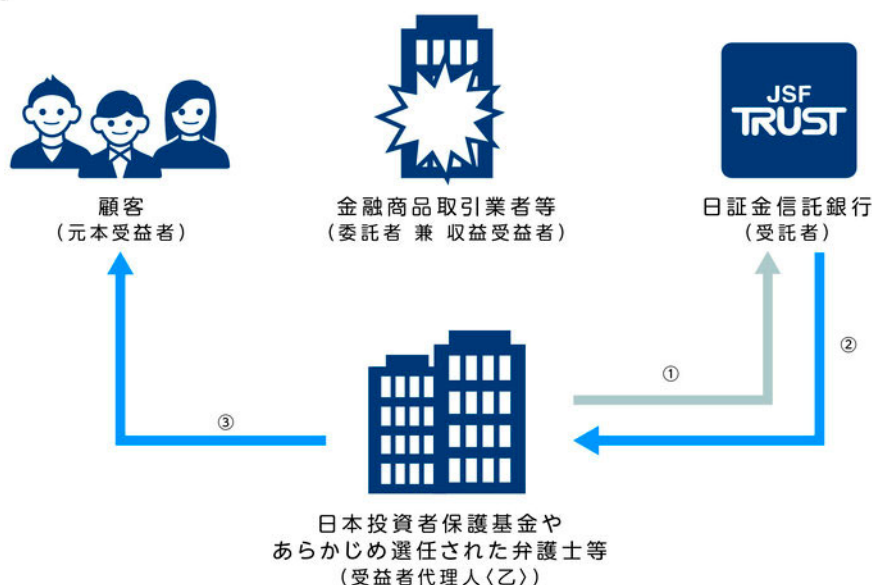 JSF
TRUST
顧客
（元本受益者）
金融商品取引業者等
（委託者 兼 収益受益者）
日証金信託銀行
（受託者）
①
②
③
日本投資者保護基金や
あらかじめ選任された弁護士等
（受益者代理人〈乙〉）